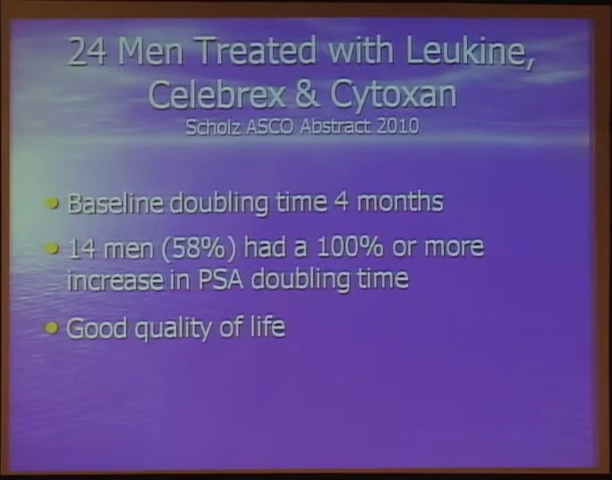 24 Men Treated with Leukine,
Celebrex & Cytoxan
Scholz ASCO Abstract 2010
Baseline doubling time 4 months
14 men (58%) had a 100% or more
increase in PSA doubling time
Good quality of life